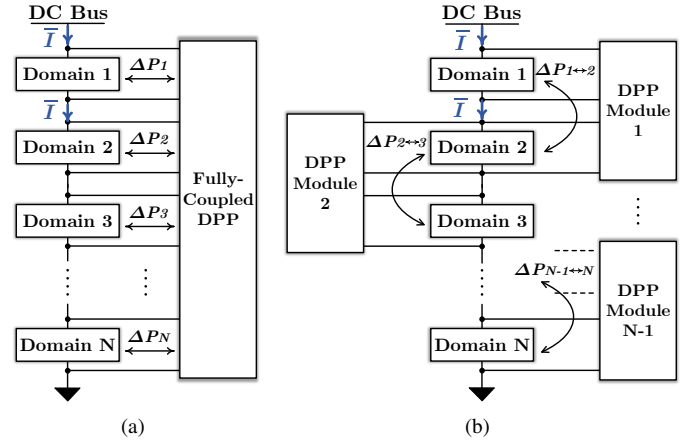 DC Bus
I̅
Domain 1
ΔP1
I̅
Domain 2
ΔP2
Fully-
Coupled
DPP
Domain 3
ΔP3
Domain N
ΔPN
(a)
DC Bus
I̅
Domain 1
ΔP1↔2
DPP
Module
1
I̅
Domain 2
ΔP2↔3
DPP
Module
2
Domain 3
ΔPN-1↔N
DPP
Module
N-1
Domain N
(b)